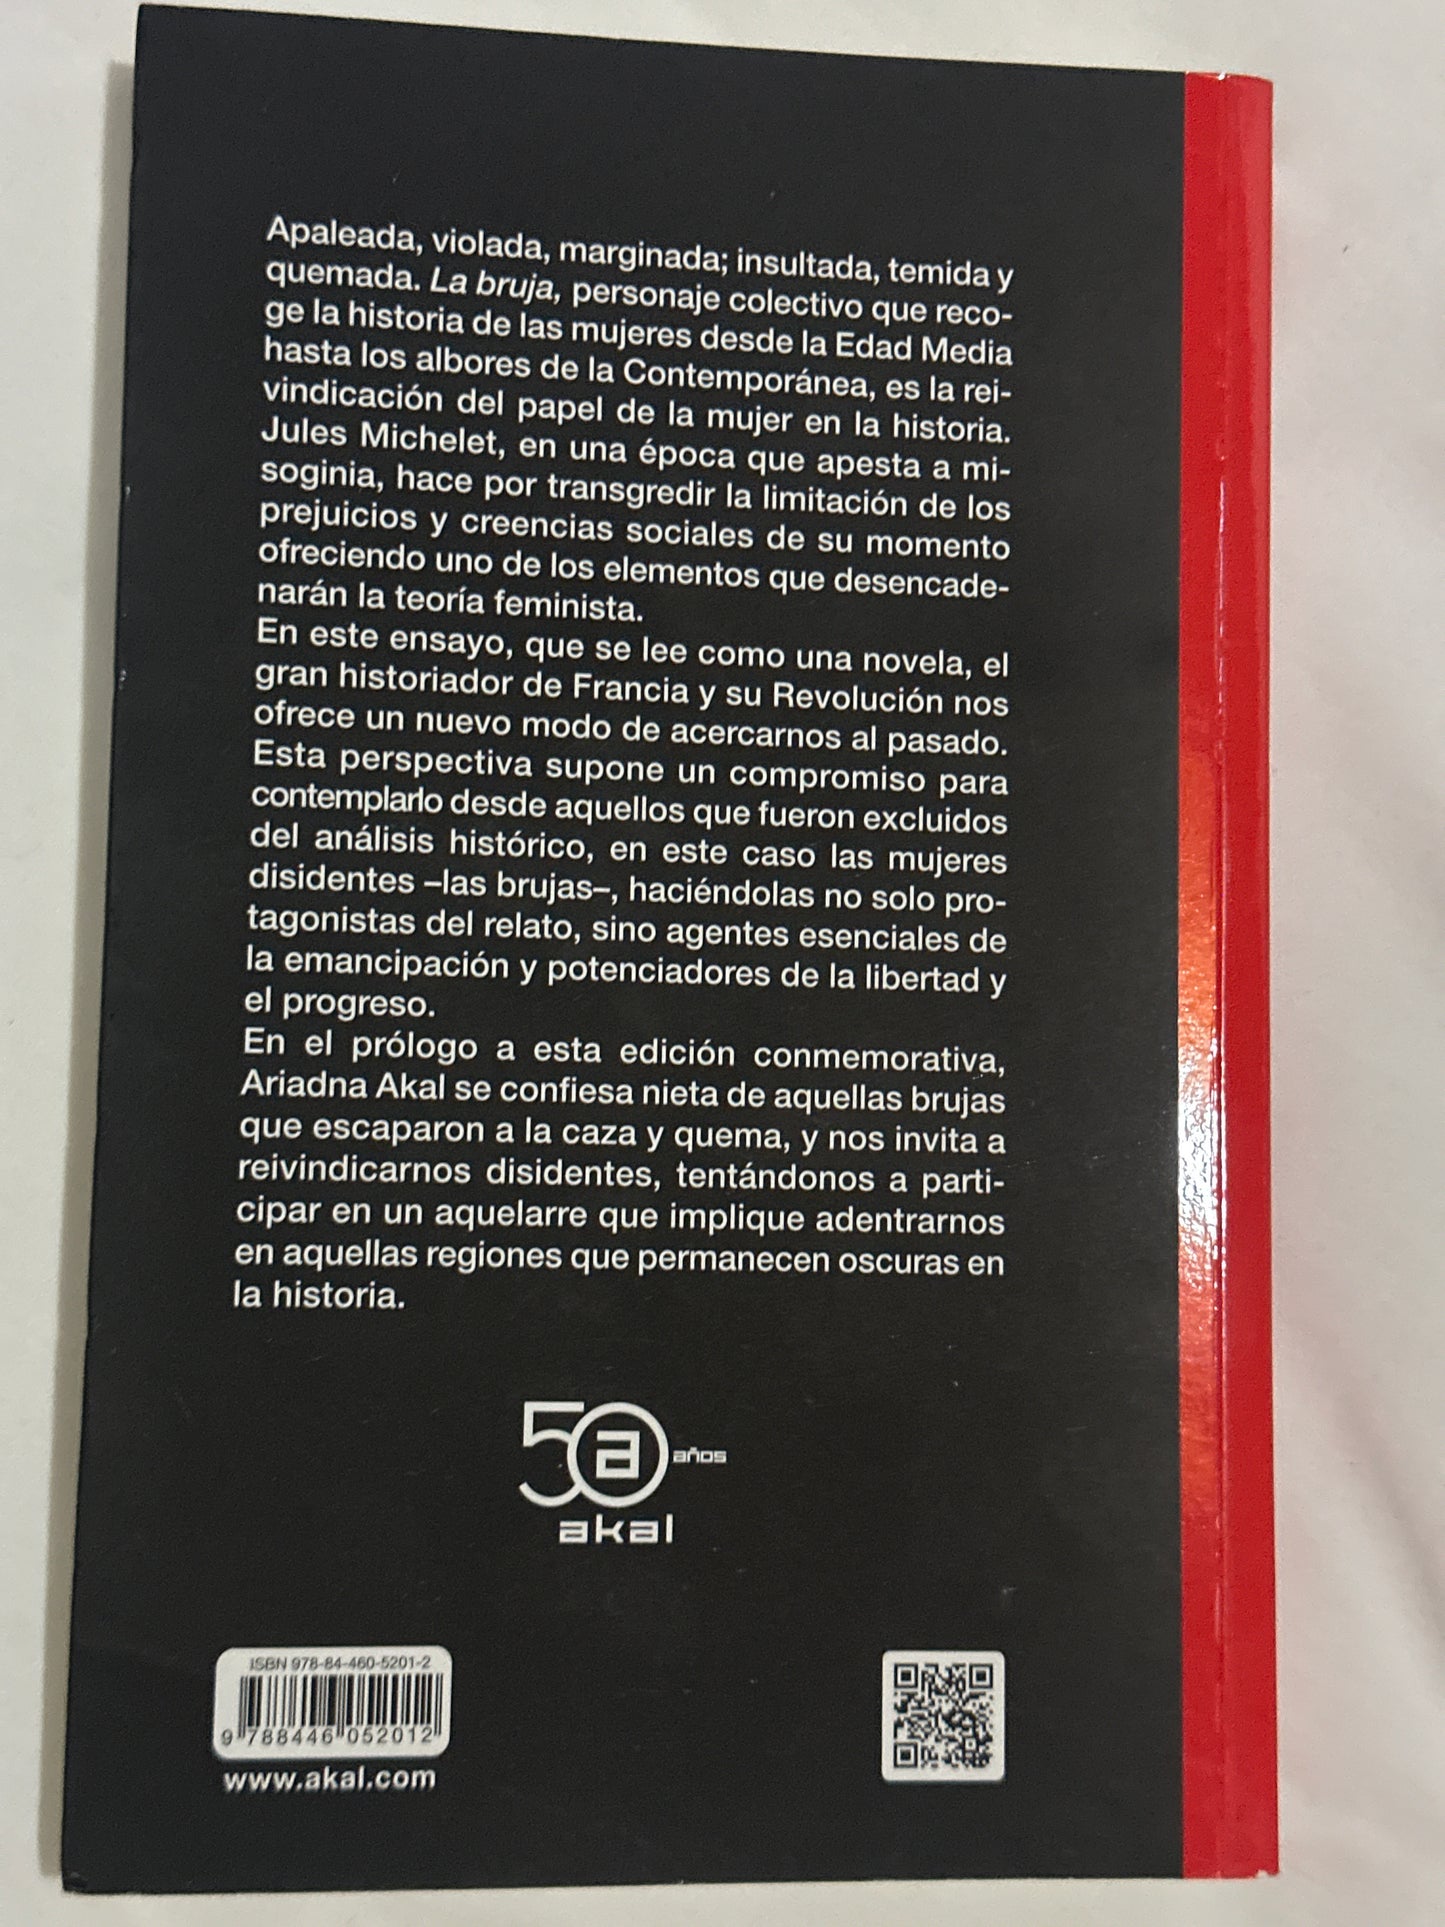 Apaleada, violada, marginada; insultada, temida y
quemada. La bruja, personaje colectivo que reco-
ge la historia de las mujeres desde la Edad Media
hasta los albores de la Contemporánea, es la rei-
vindicación del papel de la mujer en la historia.
Jules Michelet, en una época que apesta a mi-
soginia, hace por transgredir la limitación de los
prejuicios y creencias sociales de su momento
ofreciendo uno de los elementos que desencade-
narán la teoría feminista.
En este ensayo, que se lee como una novela, el
gran historiador de Francia y su Revolución nos
ofrece un nuevo modo de acercarnos al pasado.
Esta perspectiva supone un compromiso para
contemplarlo desde aquellos que fueron excluidos
del análisis histórico, en este caso las mujeres
disidentes –las brujas–, haciéndolas no solo pro-
tagonistas del relato, sino agentes esenciales de
la emancipación y potenciadores de la libertad y
el progreso.
En el prólogo a esta edición conmemorativa,
Ariadna Akal se confiesa nieta de aquellas brujas
que escaparon a la caza y quema, y nos invita a
reivindicarnos disidentes, tentándonos a parti-
cipar en un aquelarre que implique adentrarnos
en aquellas regiones que permanecen oscuras en
la historia.
50 a años
akal
ISBN 978-84-460-5201-2
9 788446 052012
www.akal.com